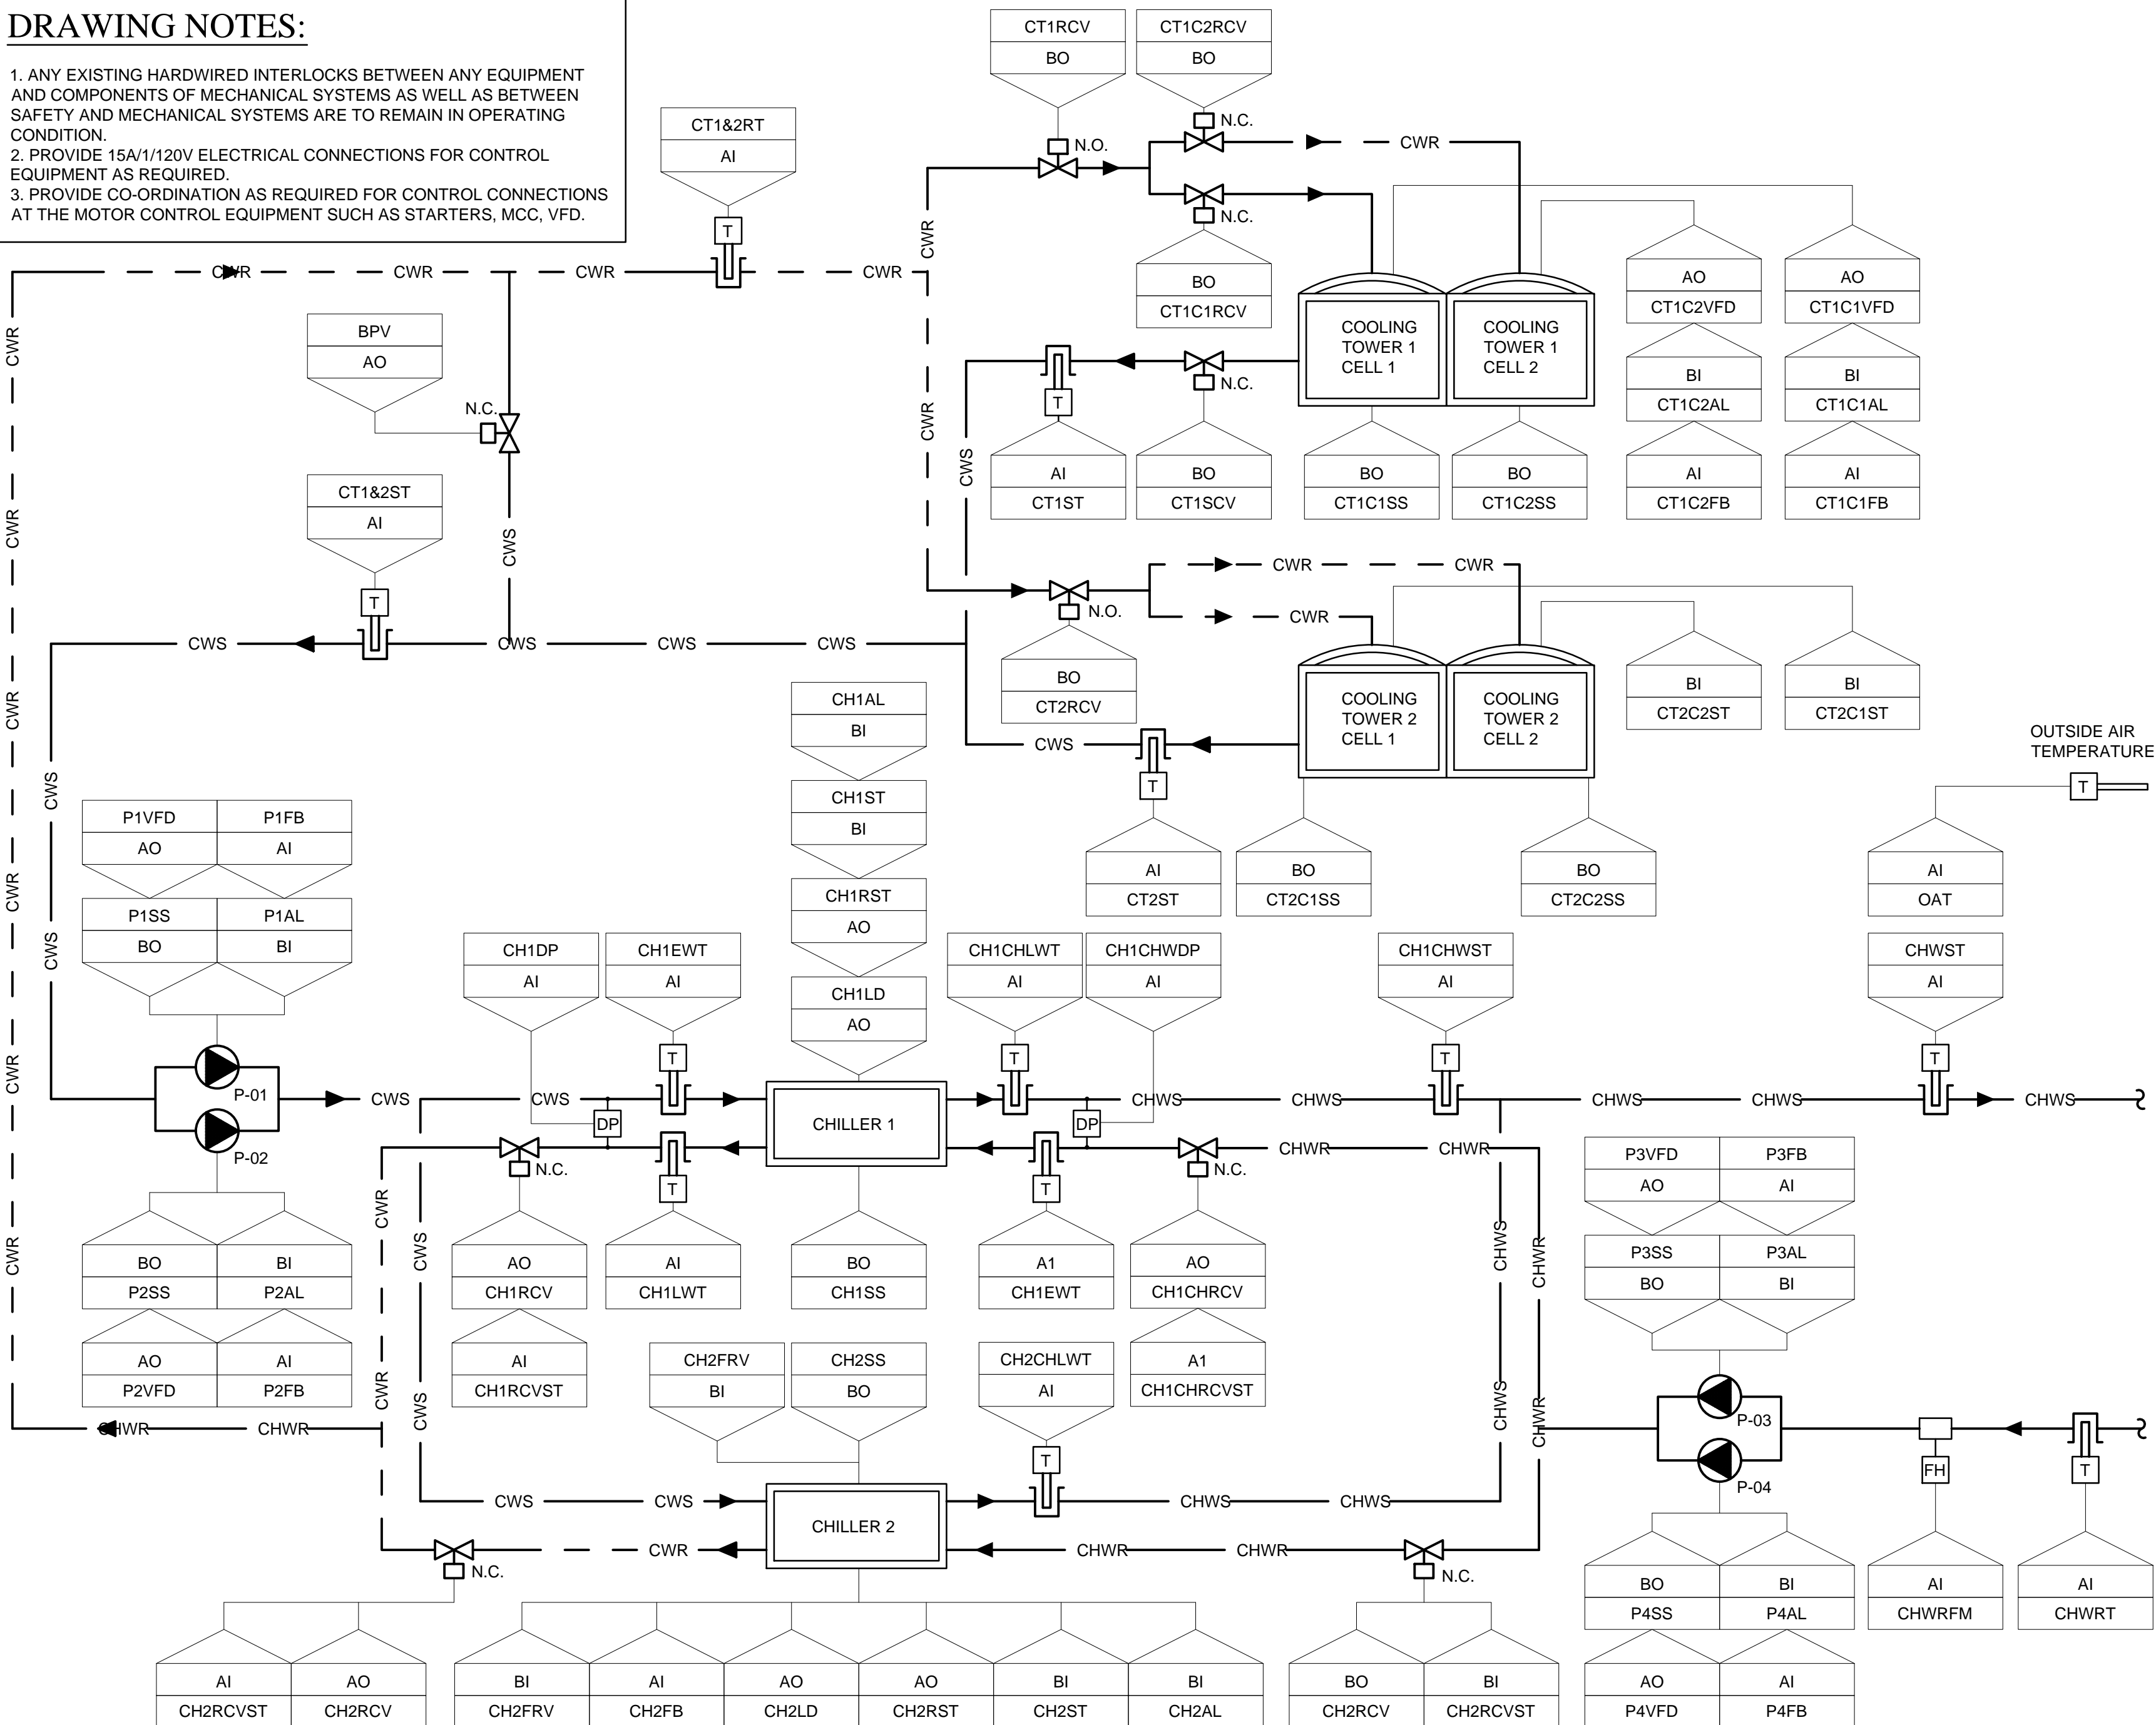 DRAWING NOTES:
1. ANY EXISTING HARDWIRED INTERLOCKS BETWEEN ANY EQUIPMENT
AND COMPONENTS OF MECHANICAL SYSTEMS AS WELL AS BETWEEN
SAFETY AND MECHANICAL SYSTEMS ARE TO REMAIN IN OPERATING
CONDITION.
2. PROVIDE 15A/1/120V ELECTRICAL CONNECTIONS FOR CONTROL
EQUIPMENT AS REQUIRED.
3. PROVIDE CO-ORDINATION AS REQUIRED FOR CONTROL CONNECTIONS
AT THE MOTOR CONTROL EQUIPMENT SUCH AS STARTERS, MCC, VFD.
CT1RCV
BO
CT1C2RCV
BO
CT1&2RT
AI
T
N.O.
N.C.
CWR
N.C.
BO
CT1C1RCV
CWR
CWR
CWR
CWR
CWR
CWR
CWR
BPV
AO
N.C.
CT1&2ST
AI
T
CWS
COOLING
TOWER 1
CELL 1
COOLING
TOWER 1
CELL 2
AO
CT1C2VFD
BI
CT1C2AL
AI
CT1C2FB
AO
CT1C1VFD
BI
CT1C1AL
AI
CT1C1FB
T
N.C.
CWS
AI
CT1ST
BO
CT1SCV
BO
CT1C1SS
BO
CT1C2SS
CWR
CWR
CWR
CWR
CWR
CWR
CWR
N.O.
BO
CT2RCV
CWR
CWR
CWR
CWS
CWS
CWS
CWS
COOLING
TOWER 2
CELL 1
COOLING
TOWER 2
CELL 2
BI
CT2C2ST
BI
CT2C1ST
CWS
T
AI
CT2ST
BO
CT2C1SS
BO
CT2C2SS
OUTSIDE AIR
TEMPERATURE
T
AI
OAT
CWS
CWS
P1VFD
AO
P1FB
AI
P1SS
BO
P1AL
BI
P-01
P-02
BO
P2SS
BI
P2AL
AO
P2VFD
AI
P2FB
CH1AL
BI
CH1ST
BI
CH1RST
AO
CH1LD
AO
CH1DP
AI
CH1EWT
AI
CH1CHLWT
AI
CH1CHWDP
AI
CH1CHWST
AI
CHWST
AI
T
T
T
T
CWS
CWS
DP
CHILLER 1
DP
CHWS
CHWS
CHWS
CHWS
CHWS
N.C.
T
T
N.C.
CHWR
CHWR
CWR
CWS
CWR
CWS
AO
CH1RCV
AI
CH1RCVST
AI
CH1LWT
BO
CH1SS
A1
CH1EWT
AO
CH1CHRCV
A1
CH1CHRCVST
CHWS
CHWR
CHWS
CHWR
P3VFD
AO
P3FB
AI
P3SS
BO
P3AL
BI
P-03
P-04
FH
T
CHWR
CHWR
CH2FRV
BI
CH2SS
BO
CH2CHLWT
AI
T
CWS
CWS
CHILLER 2
CHWS
CHWS
N.C.
CWR
CHWR
CHWR
N.C.
BO
P4SS
BI
P4AL
AO
P4VFD
AI
P4FB
AI
CHWRFM
AI
CHWRT
AI
CH2RCVST
AO
CH2RCV
BI
CH2FRV
AI
CH2FB
AO
CH2LD
AO
CH2RST
BI
CH2ST
BI
CH2AL
BO
CH2RCV
BI
CH2RCVST